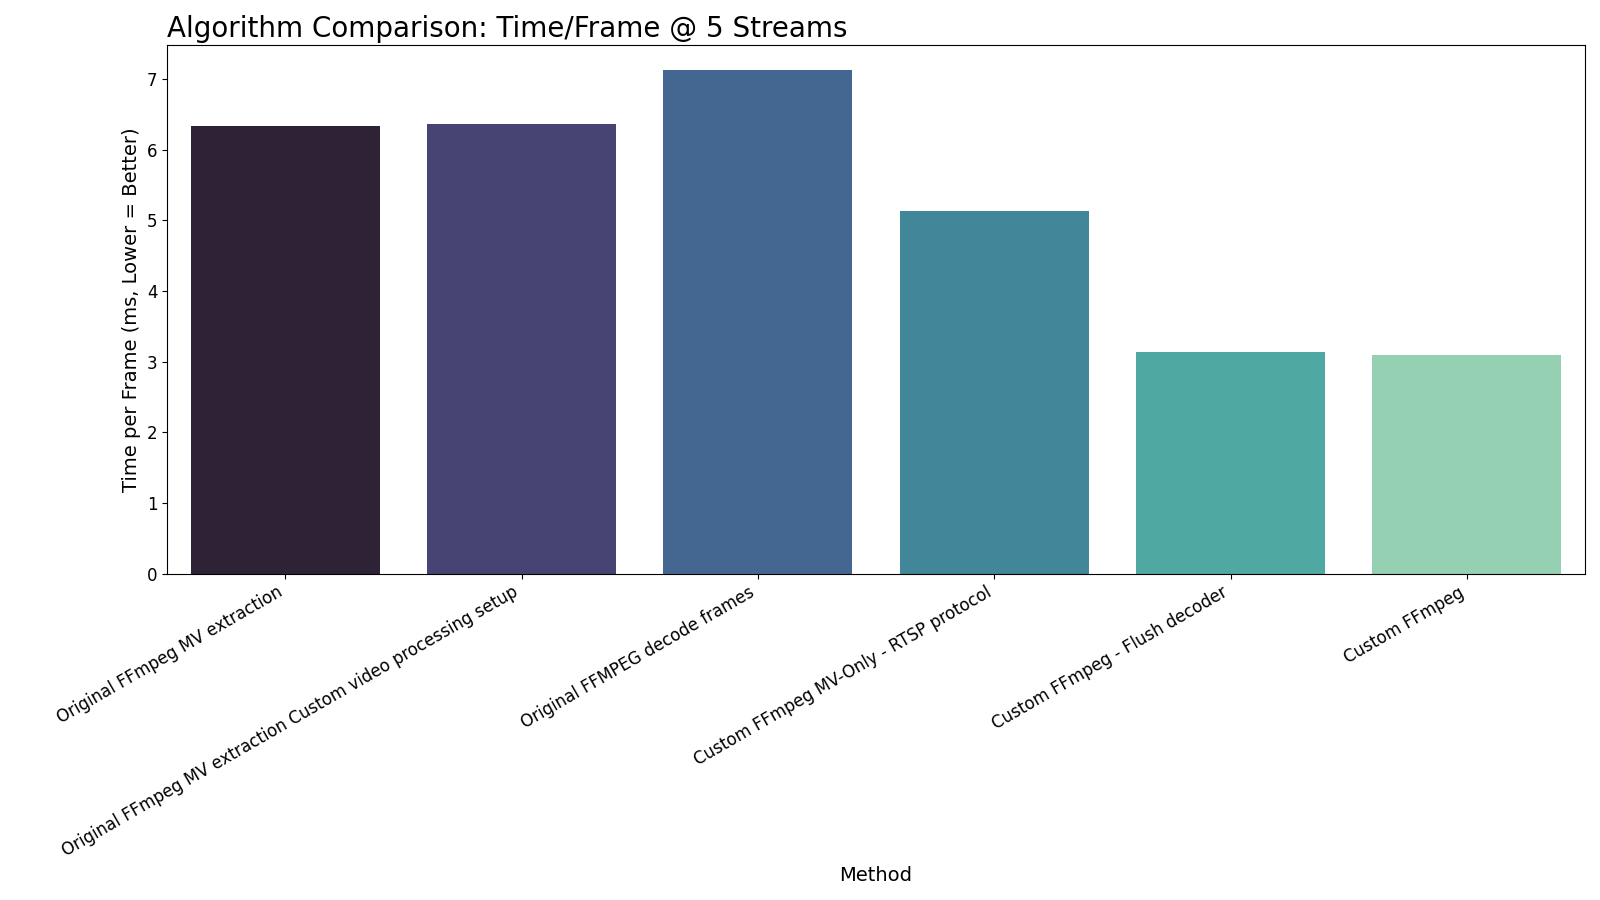 Algorithm Comparison: Time/Frame @ 5 Streams
Time per Frame (ms, Lower = Better)
7
6
5
4
3
2
1
0
Original FFmpeg MV extraction
Original FFmpeg MV extraction Custom video processing setup
Original FFMPEG decode frames
Custom FFmpeg MV-Only - RTSP protocol
Custom FFmpeg - Flush decoder
Custom FFmpeg
Method